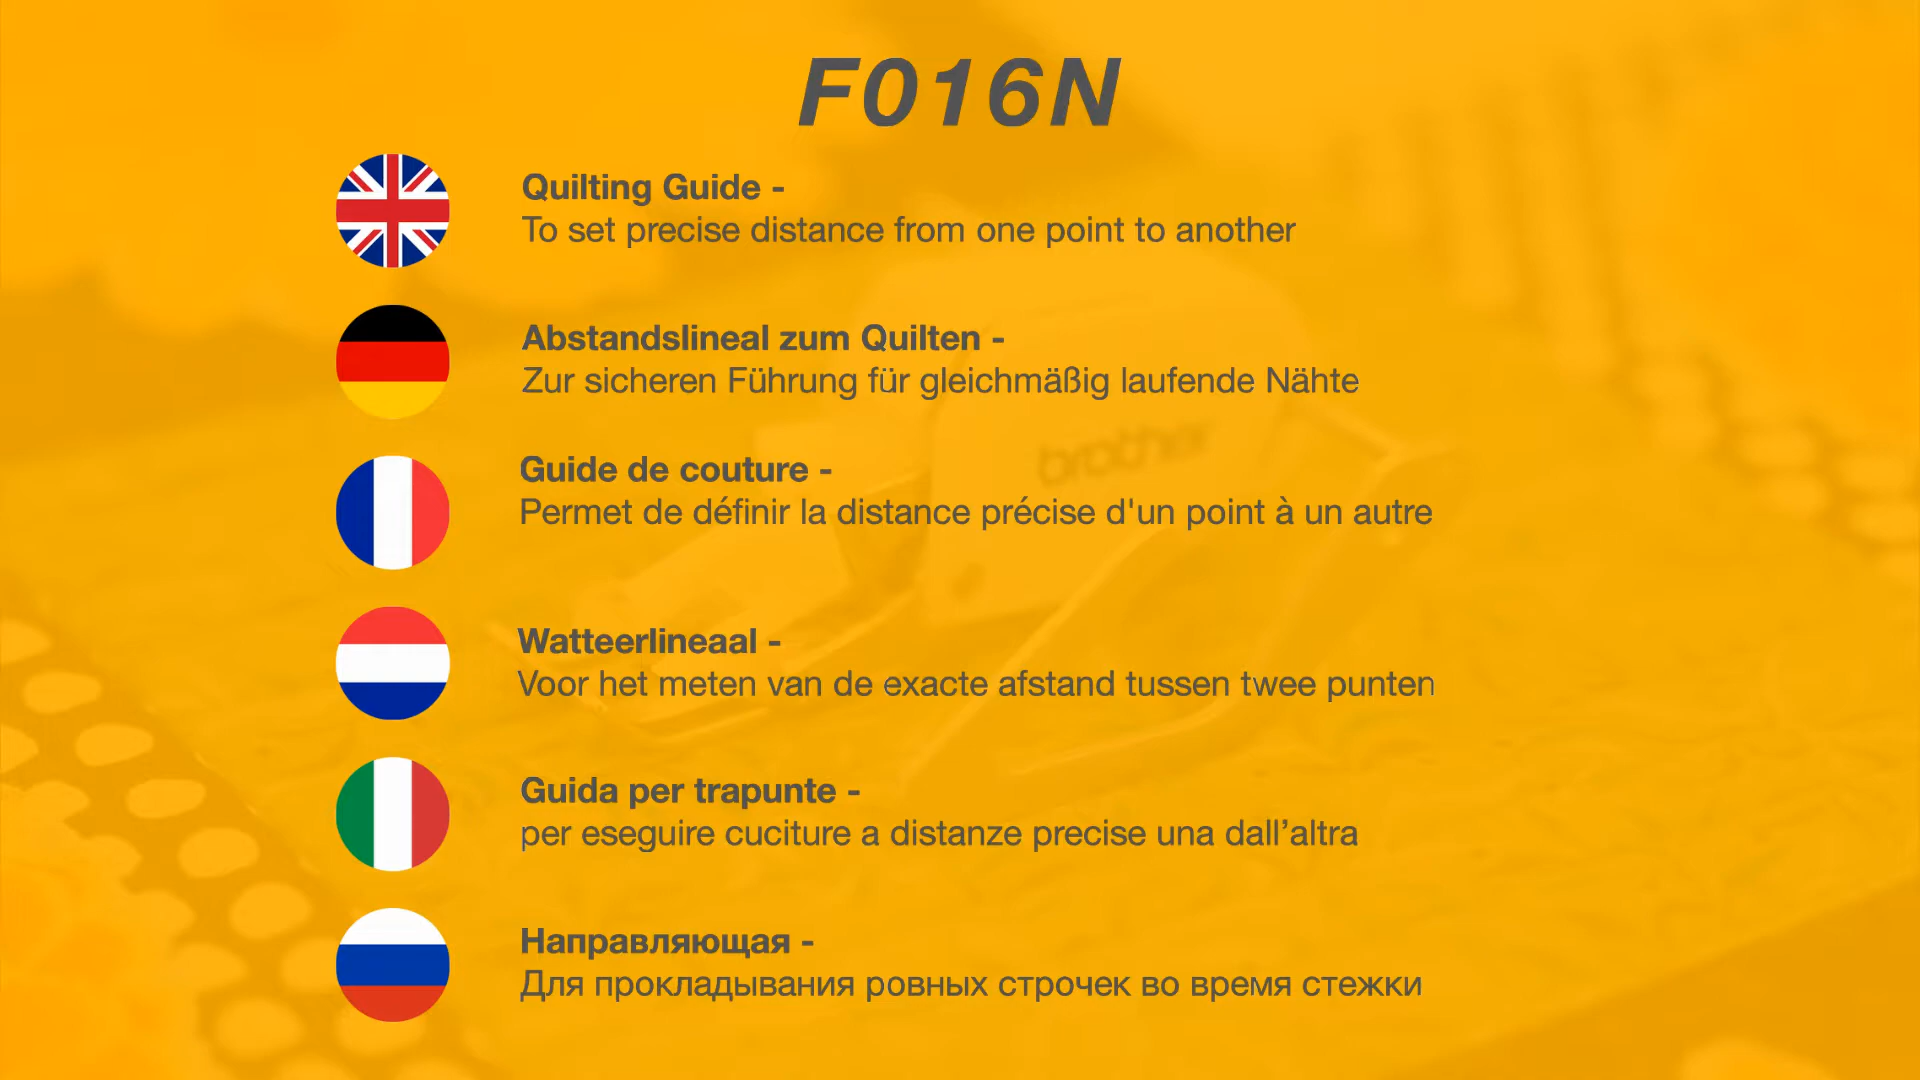 F016N
Quilting Guide -
To set precise distance from one point to another
Abstandslineal zum Quilten -
Zur sicheren Führung für gleichmäßig laufende Nähte
brother
Guide de couture -
Permet de définir la distance précise d'un point à un autre
Watteerlineaal -
Voor het meten van de exacte afstand tussen twee punten
Guida per trapunte -
per eseguire cuciture a distanze precise una dall’altra
Направляющая -
Для прокладывания ровных строчек во время стежки